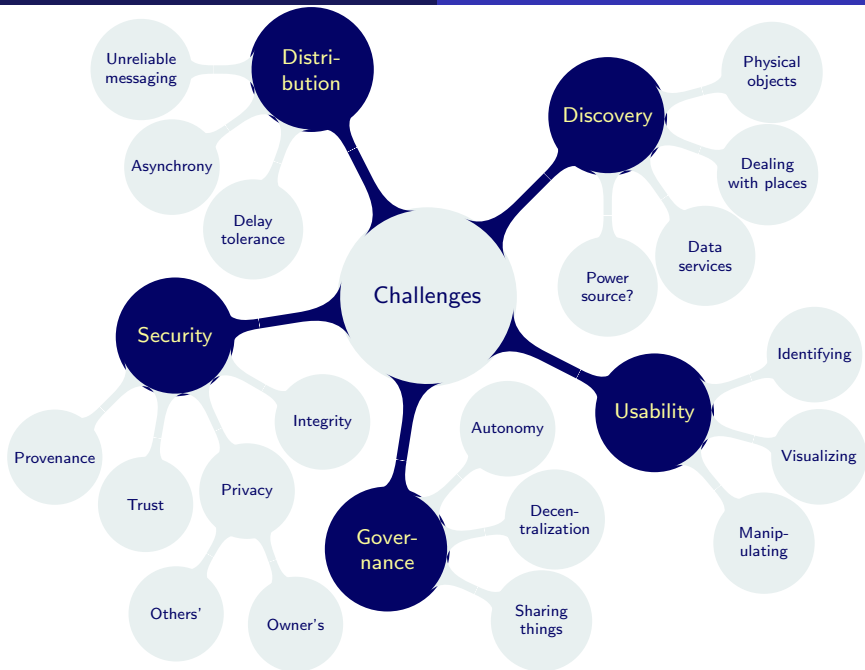 Challenges
Distri-
bution
Unreliable
messaging
Asynchrony
Delay
tolerance
Discovery
Physical
objects
Dealing
with places
Data
services
Power
source?
Usability
Identifying
Visualizing
Manip-
ulating
Gover-
nance
Autonomy
Decen-
tralization
Sharing
things
Security
Provenance
Trust
Privacy
Others'
Owner's
Integrity